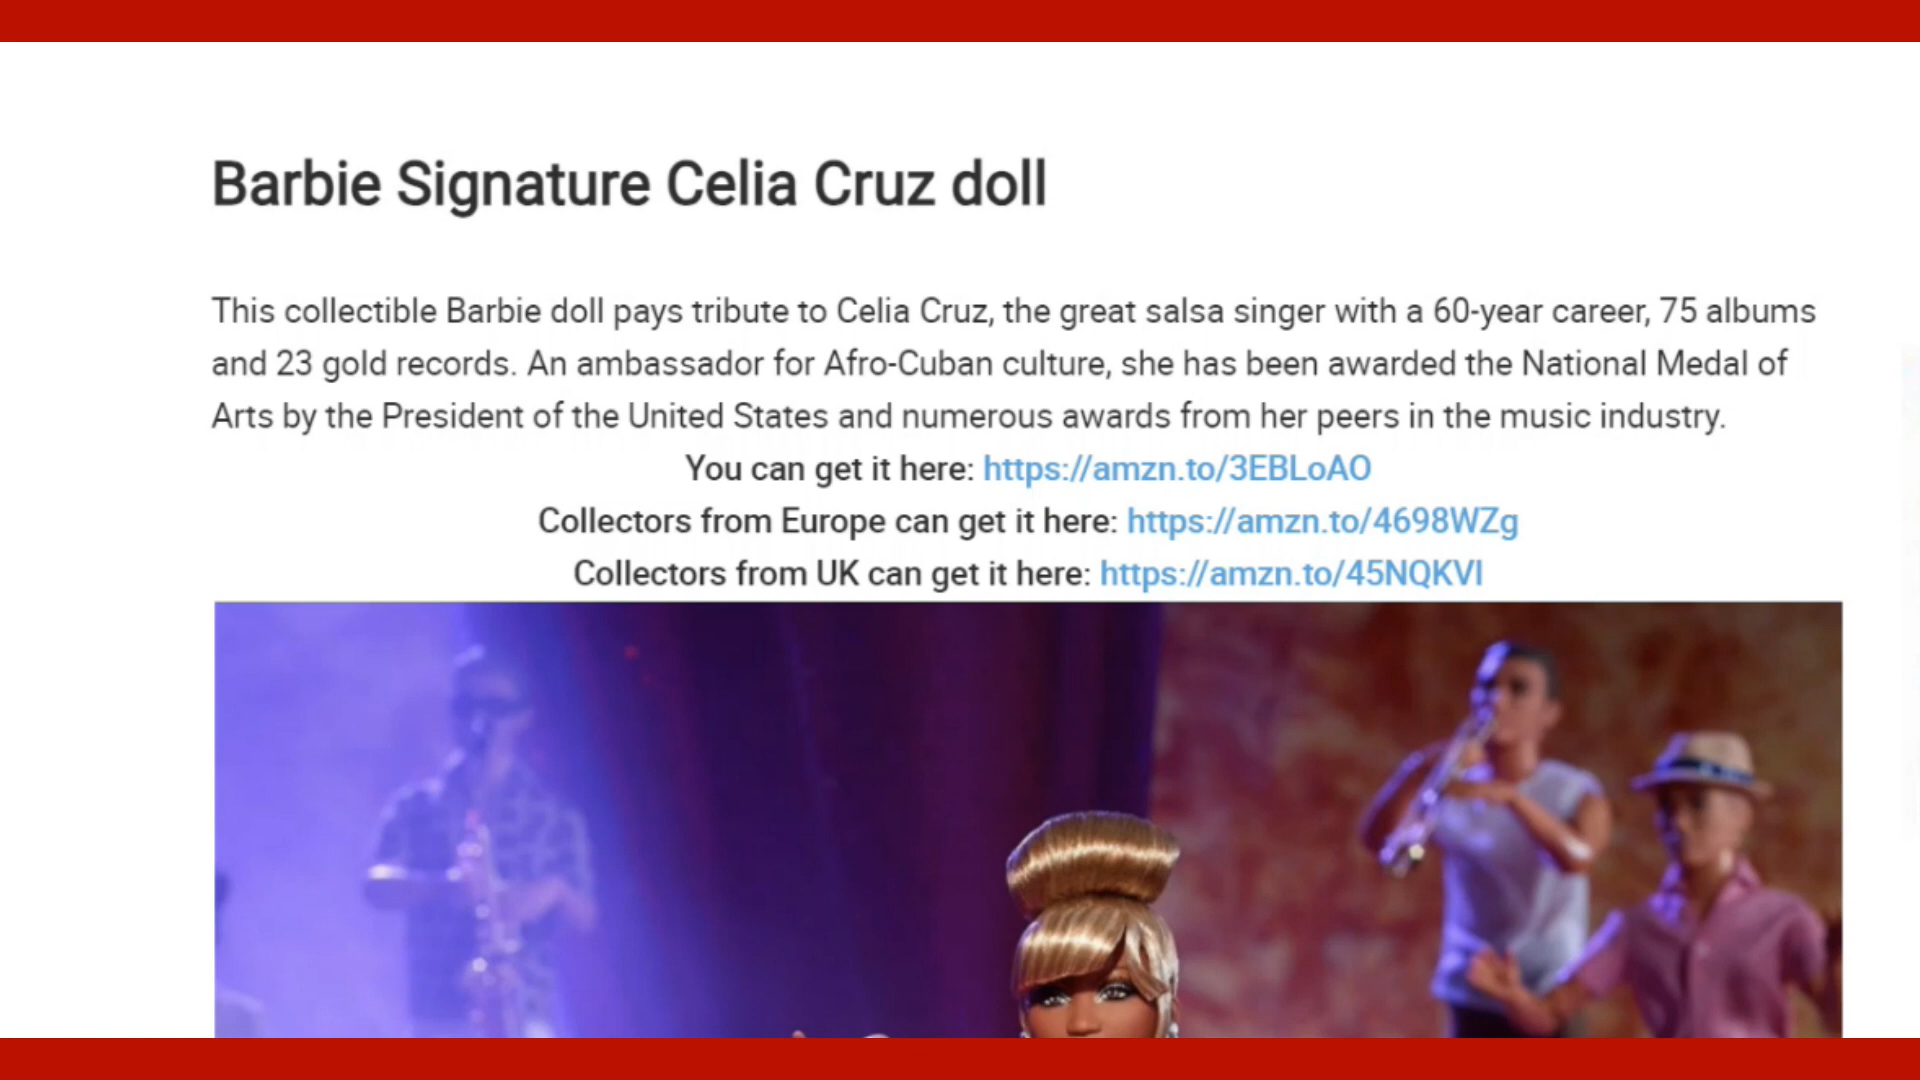 Barbie Signature Celia Cruz doll
This collectible Barbie doll pays tribute to Celia Cruz, the great salsa singer with a 60-year career, 75 albums
and 23 gold records. An ambassador for Afro-Cuban culture, she has been awarded the National Medal of
Arts by the President of the United States and numerous awards from her peers in the music industry.
You can get it here: https://amzn.to/3EBLoAO
Collectors from Europe can get it here: https://amzn.to/4698WZg
Collectors from UK can get it here: https://amzn.to/45NQKVl